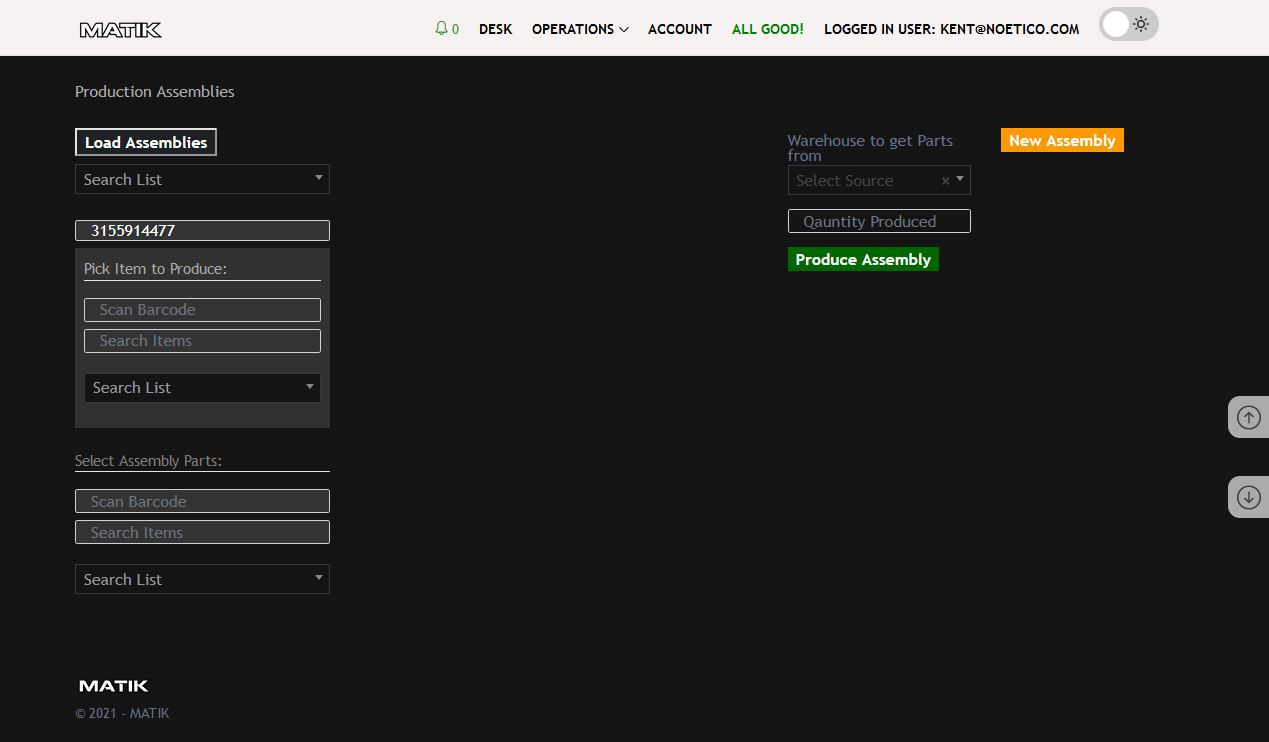 MATIK
0 DESK OPERATIONS ACCOUNT ALL GOOD! LOGGED IN USER: KENT@NOETICO.COM
Production Assemblies
Load Assemblies
Search List
3155914477
Pick Item to Produce:
Scan Barcode
Search Items
Search List
Select Assembly Parts:
Scan Barcode
Search Items
Search List
Warehouse to get Parts
from
Select Source ×
Qauntity Produced
Produce Assembly
New Assembly
MATIK
© 2021 - MATIK